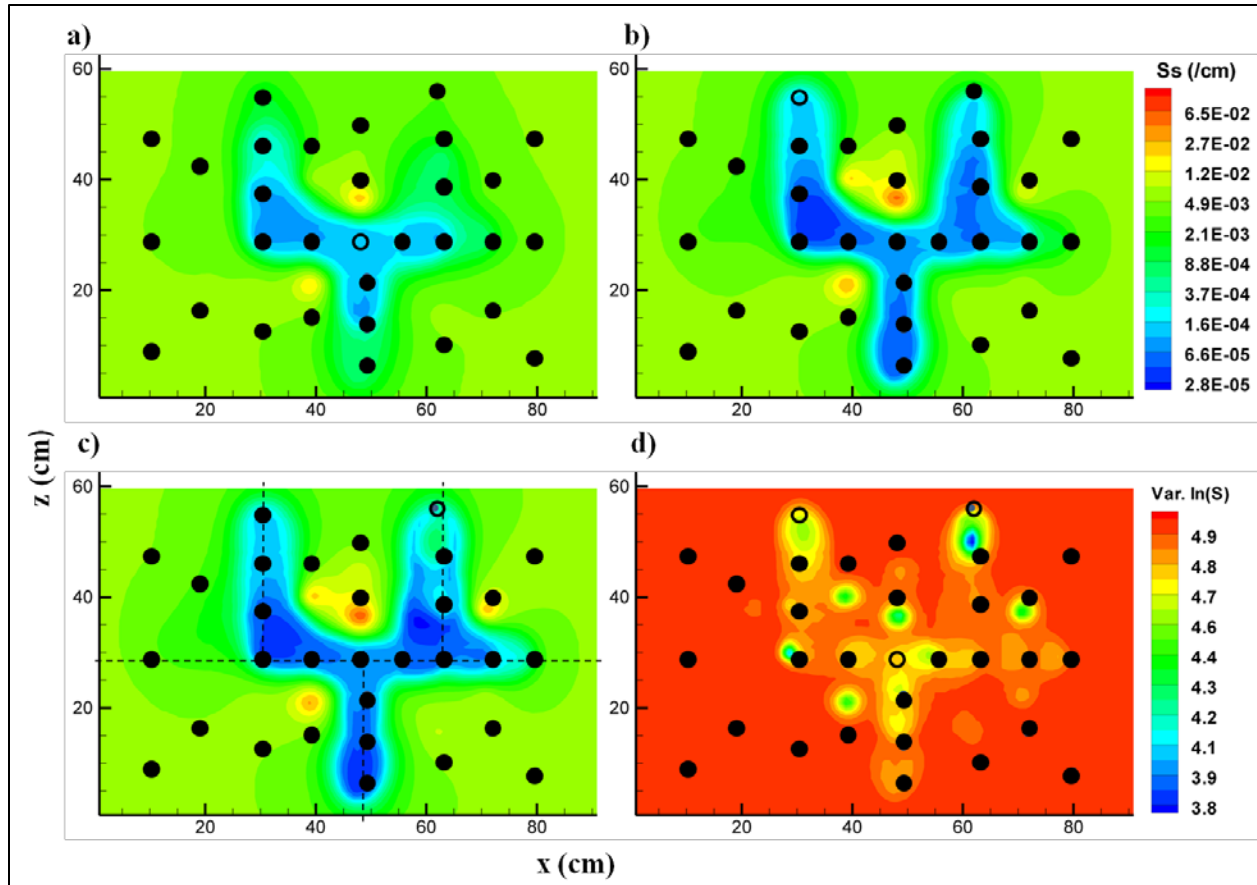 a)
b)
60
40
20
20
40
60
80
Ss (/cm)
6.5E-02
2.7E-02
1.2E-02
4.9E-03
2.1E-03
8.8E-04
3.7E-04
1.6E-04
6.6E-05
2.8E-05
60
40
20
20
40
60
80
c)
d)
z (cm)
60
40
20
20
40
60
80
60
40
20
20
40
60
80
Var. ln(S)
4.9
4.8
4.7
4.6
4.4
4.3
4.2
4.1
3.9
3.8
x (cm)